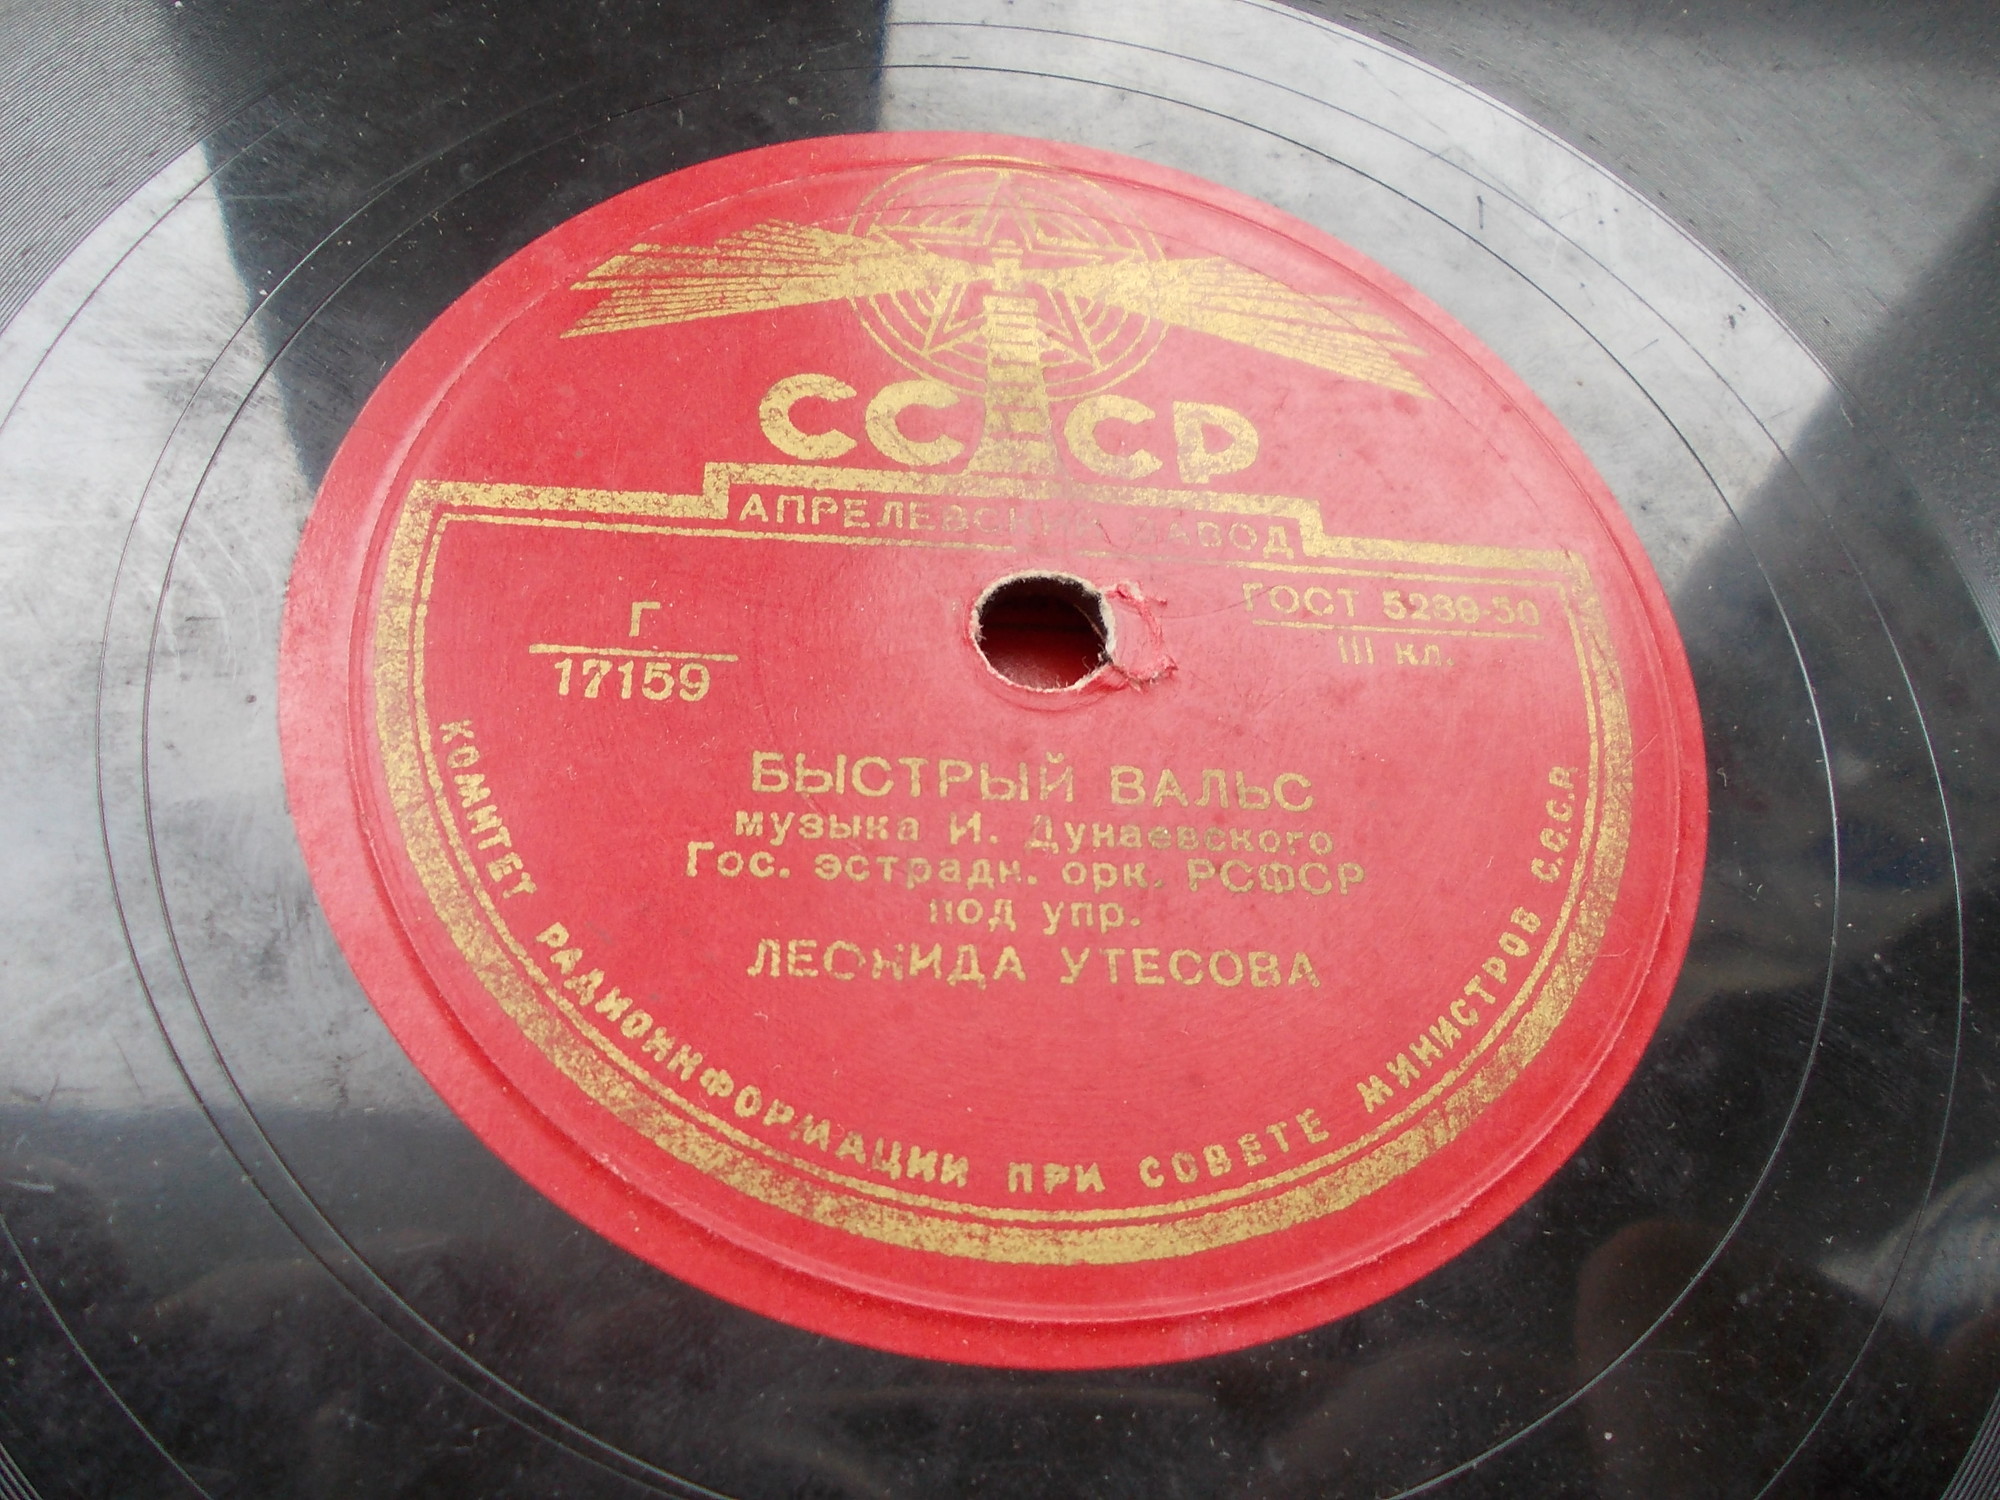 СССР
АПРЕЛЕВСКИЙ ЗАВОД
Г
17159
ГОСТ 5289-50
III кл.
БЫСТРЫЙ ВАЛЬС
музыка И. Дунаевского
Гос. эстрадн. орк. РСФСР
под упр.
ЛЕОНИДА УТЕСОВА
КОМИТЕТ РАДИОИНФОРМАЦИИ ПРИ СОВЕТЕ МИНИСТРОВ С.С.С.Р.